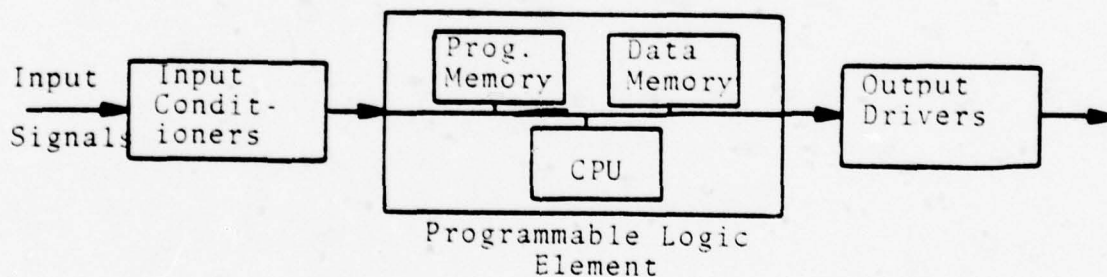 Input
Signals
Input
Condit-
ioners
Prog.
Memory
Data
Memory
CPU
Programmable Logic
Element
Output
Drivers